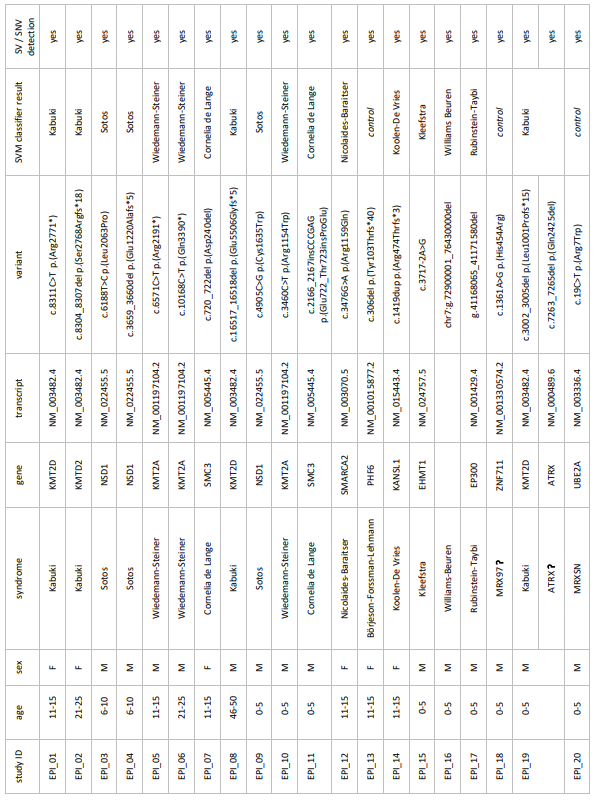 study ID age sex syndrome gene transcript variant SVM classifier result SV / SNV detection
EPI_01 11-15 F Kabuki KMT2D NM_003482.4 c.8311C>T p.(Arg2771*) Kabuki yes
EPI_02 21-25 F Kabuki KMTD2 NM_003482.4 c.8304_8307del p.(Ser2768Argfs*18) Kabuki yes
EPI_03 6-10 M Sotos NSD1 NM_022455.5 c.6188T>C p.(Leu2063Pro) Sotos yes
EPI_04 6-10 M Sotos NSD1 NM_022455.5 c.3659_3660del p.(Glu1220Alafs*5) Sotos yes
EPI_05 11-15 M Wiedemann-Steiner KMT2A NM_001197104.2 c.6571C>T p.(Arg2191*) Wiedemann-Steiner yes
EPI_06 21-25 M Wiedemann-Steiner KMT2A NM_001197104.2 c.10168C>T p.(Gln3390*) Wiedemann-Steiner yes
EPI_07 11-15 F Cornelia de Lange SMC3 NM_005445.4 c.720_722del p.(Asp240del) Cornelia de Lange yes
EPI_08 46-50 M Kabuki KMT2D NM_003482.4 c.16517_16518del p.(Glu5506Glyfs*5) Kabuki yes
EPI_09 0-5 M Sotos NSD1 NM_022455.5 c.4905C>G p.(Cys1635Trp) Sotos yes
EPI_10 0-5 M Wiedemann-Steiner KMT2A NM_001197104.2 c.3460C>T p.(Arg1154Trp) Wiedemann-Steiner yes
EPI_11 0-5 M Cornelia de Lange SMC3 NM_005445.4 c.2166_2167insCCCGAG p.(Glu722_Thr723insProGlu) Cornelia de Lange yes
EPI_12 11-15 F Nicolaides-Baraitser SMARCA2 NM_003070.5 c.3476G>A p.(Arg1159Gln) Nicolaides-Baraitser yes
EPI_13 11-15 F Börjeson-Forssman-Lehmann PHF6 NM_001015877.2 c.306del p.(Tyr103Thrfs*40) control yes
EPI_14 11-15 F Koolen-De Vries KANSL1 NM_015443.4 c.1419dup p.(Arg474Thrfs*3) Koolen-De Vries yes
EPI_15 0-5 M Kleefstra EHMT1 NM_024757.5 c.3717-2A>G Kleefstra yes
EPI_16 0-5 M Williams-Beuren chr7:g.72900001_76430000del Williams Beuren yes
EPI_17 0-5 M Rubinstein-Taybi EP300 NM_001429.4 g.41168065_41171580del Rubinstein-Taybi yes
EPI_18 0-5 M MRX97? ZNF711 NM_001330574.2 c.1361A>G p.(His454Arg) control yes
EPI_19 0-5 M Kabuki KMT2D NM_003482.4 c.3002_3005del p.(Leu1001Profs*15) Kabuki yes
ATRX? ATRX NM_000489.6 c.7263_7265del p.(Gln2425del) yes
EPI_20 0-5 M MRXSN UBE2A NM_003336.4 c.19C>T p.(Arg7Trp) control yes